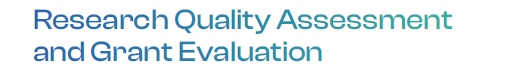 Research Quality Assessment
and Grant Evaluation